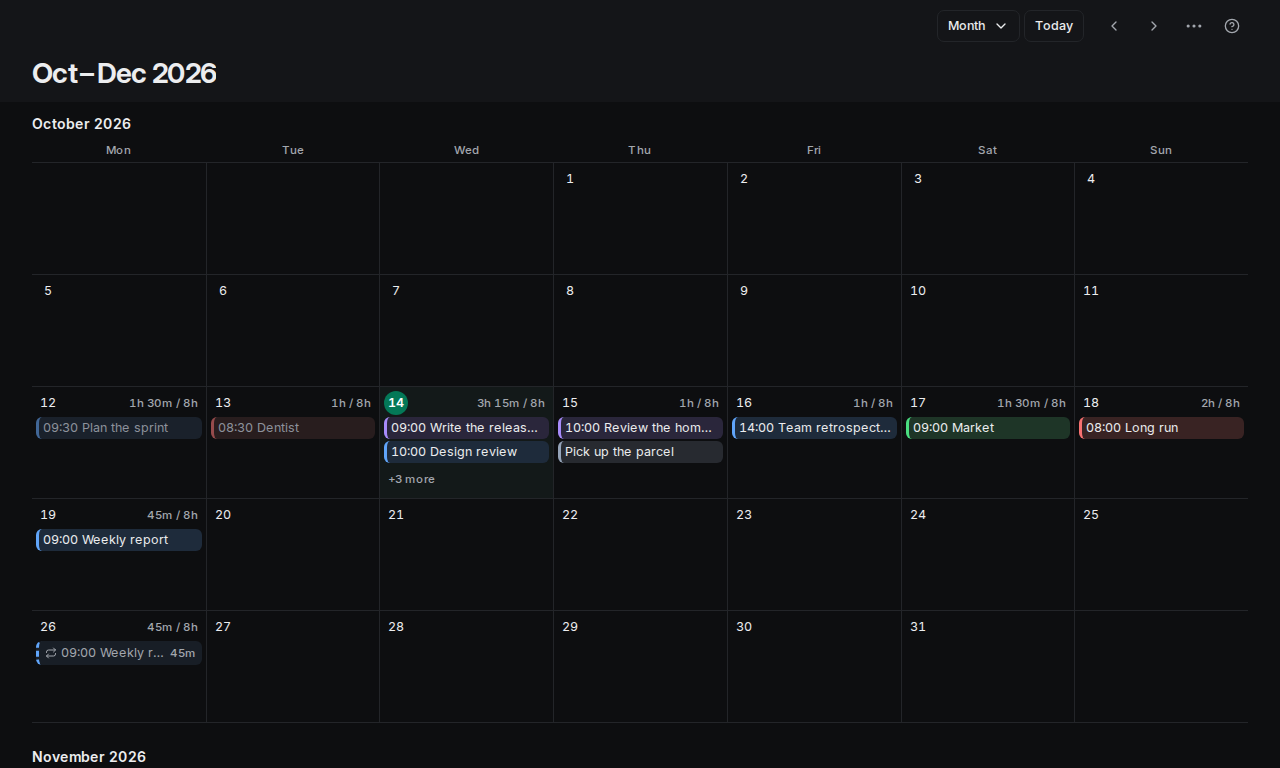 Month
Today
Oct–Dec 2026
October 2026
Mon Tue Wed Thu Fri Sat Sun
1 2 3 4
5 6 7 8 9 10 11
12 1h 30m / 8h 13 1h / 8h 14 3h 15m / 8h 15 1h / 8h 16 1h / 8h 17 1h 30m / 8h 18 2h / 8h
09:30 Plan the sprint 08:30 Dentist 09:00 Write the releas... 10:00 Review the hom... 14:00 Team retrospect... 09:00 Market 08:00 Long run
10:00 Design review Pick up the parcel
+3 more
19 45m / 8h 20 21 22 23 24 25
09:00 Weekly report
26 45m / 8h 27 28 29 30 31
09:00 Weekly r... 45m
November 2026